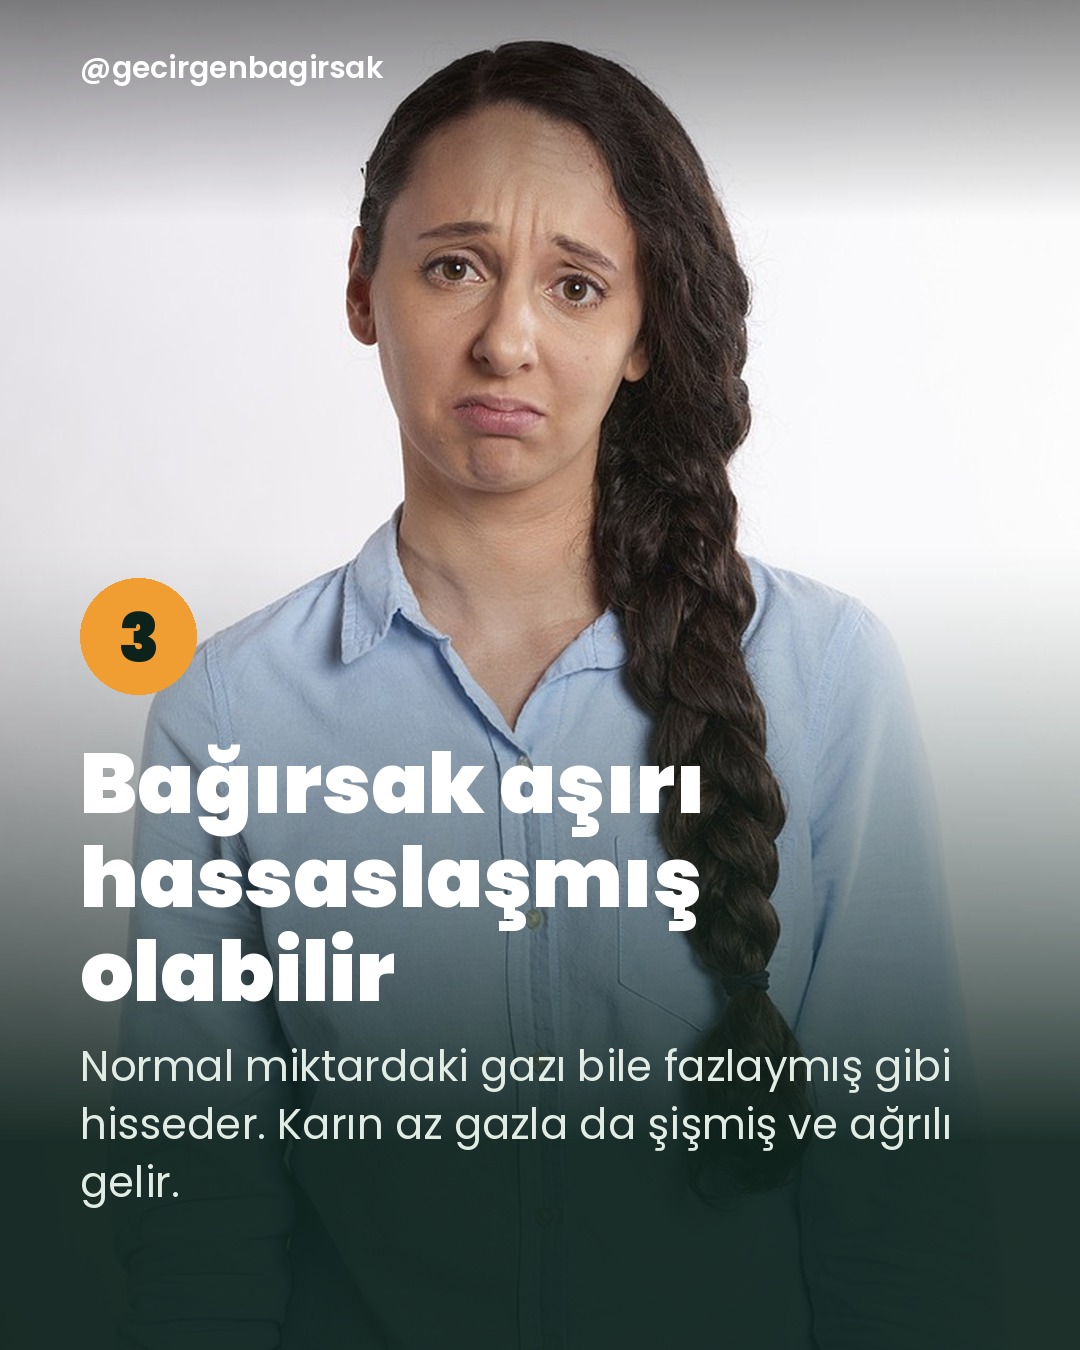 @gecirgenbagirsak
3
Bağırsak aşırı
hassaslaşmış
olabilir
Normal miktardaki gazı bile fazlaymış gibi
hisseder. Karın az gazla da şişmiş ve ağrılı
gelir.